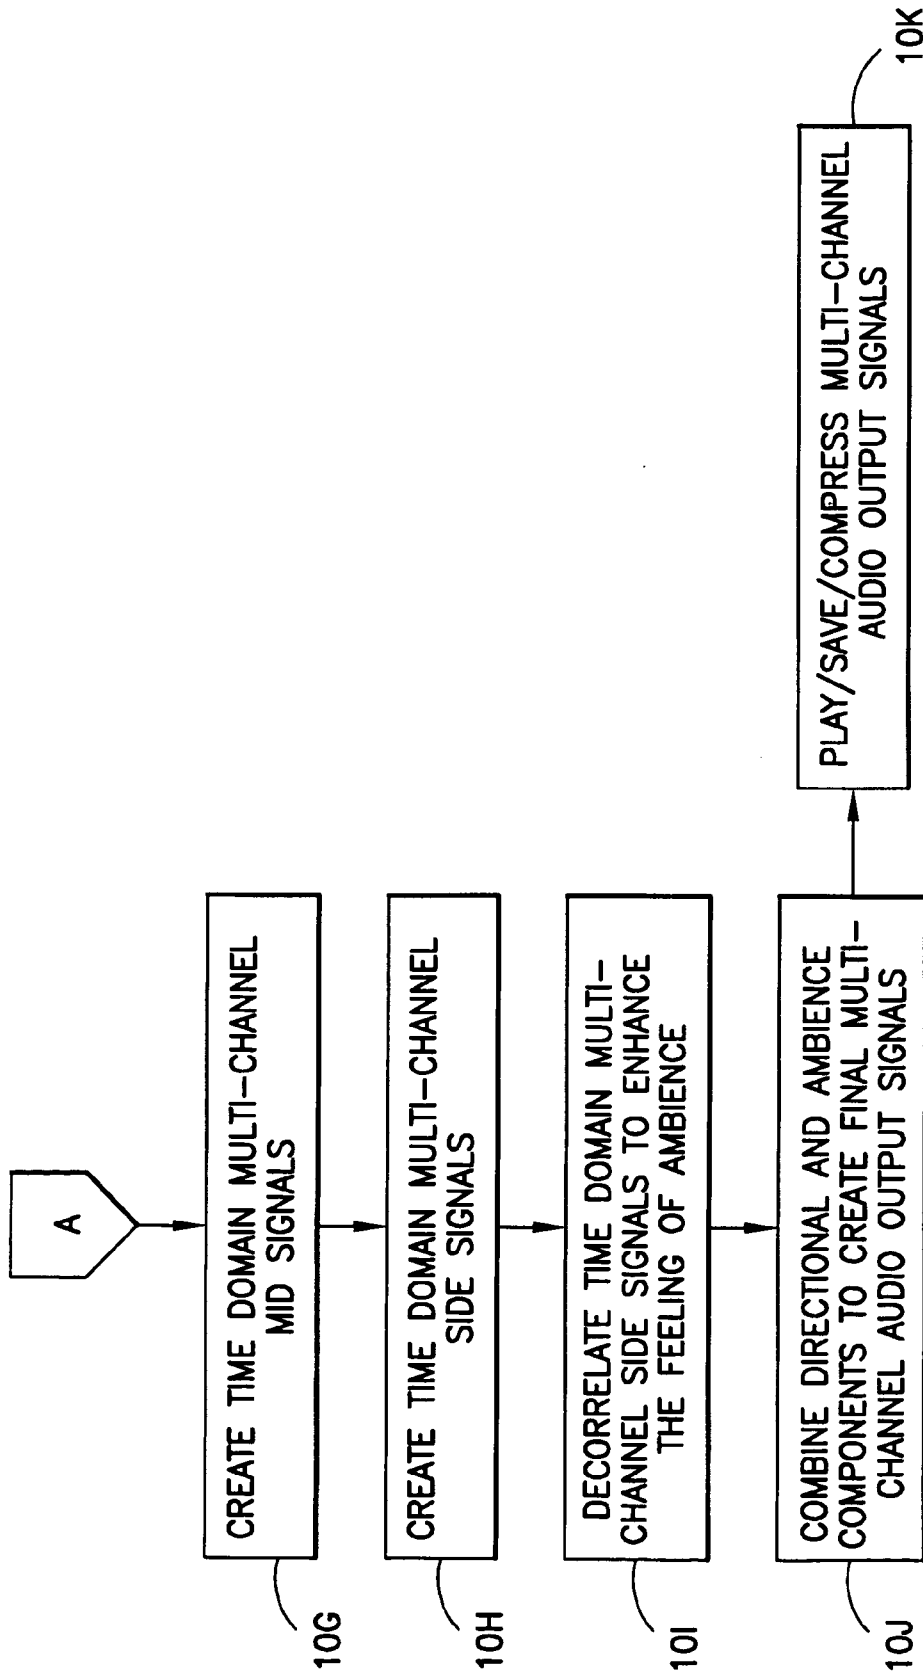 A
CREATE TIME DOMAIN MULTI-CHANNEL
MID SIGNALS
10G
CREATE TIME DOMAIN MULTI-CHANNEL
SIDE SIGNALS
10H
DECORRELATE TIME DOMAIN MULTI-
CHANNEL SIDE SIGNALS TO ENHANCE
THE FEELING OF AMBIENCE
10I
COMBINE DIRECTIONAL AND AMBIENCE
COMPONENTS TO CREATE FINAL MULTI-
CHANNEL AUDIO OUTPUT SIGNALS
10J
PLAY/SAVE/COMPRESS MULTI-CHANNEL
AUDIO OUTPUT SIGNALS
10K